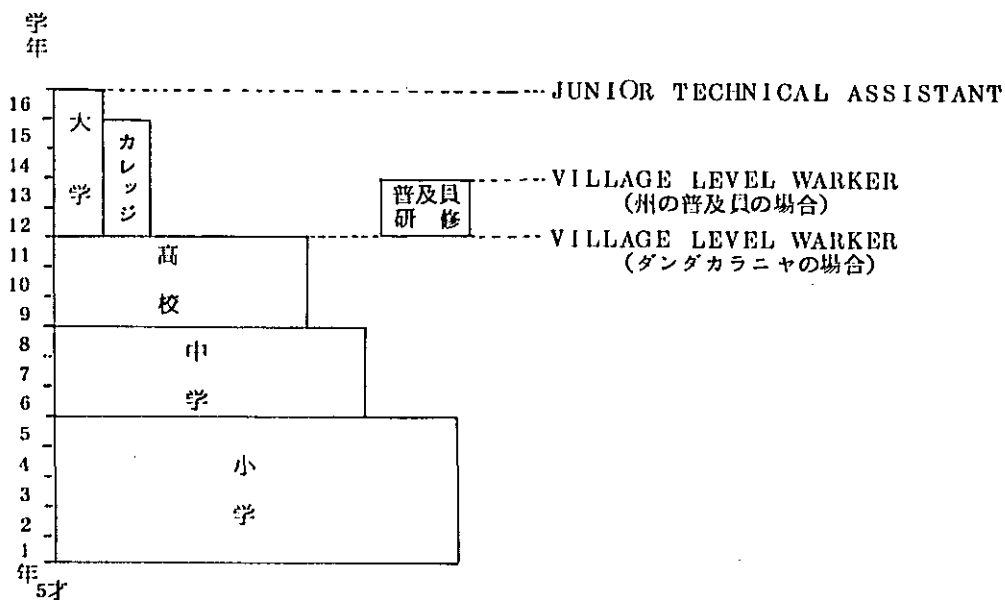 学年
16
15
14
13
12
11
10
9
8
7
6
5
4
3
2
1
年
5才
大学
カレッジ
普及員
研修
高校
中学
小学
JUNIOR TECHNICAL ASSISTANT
VILLAGE LEVEL WARKER
(州の普及員の場合)
VILLAGE LEVEL WARKER
(ダンダカラニヤの場合)